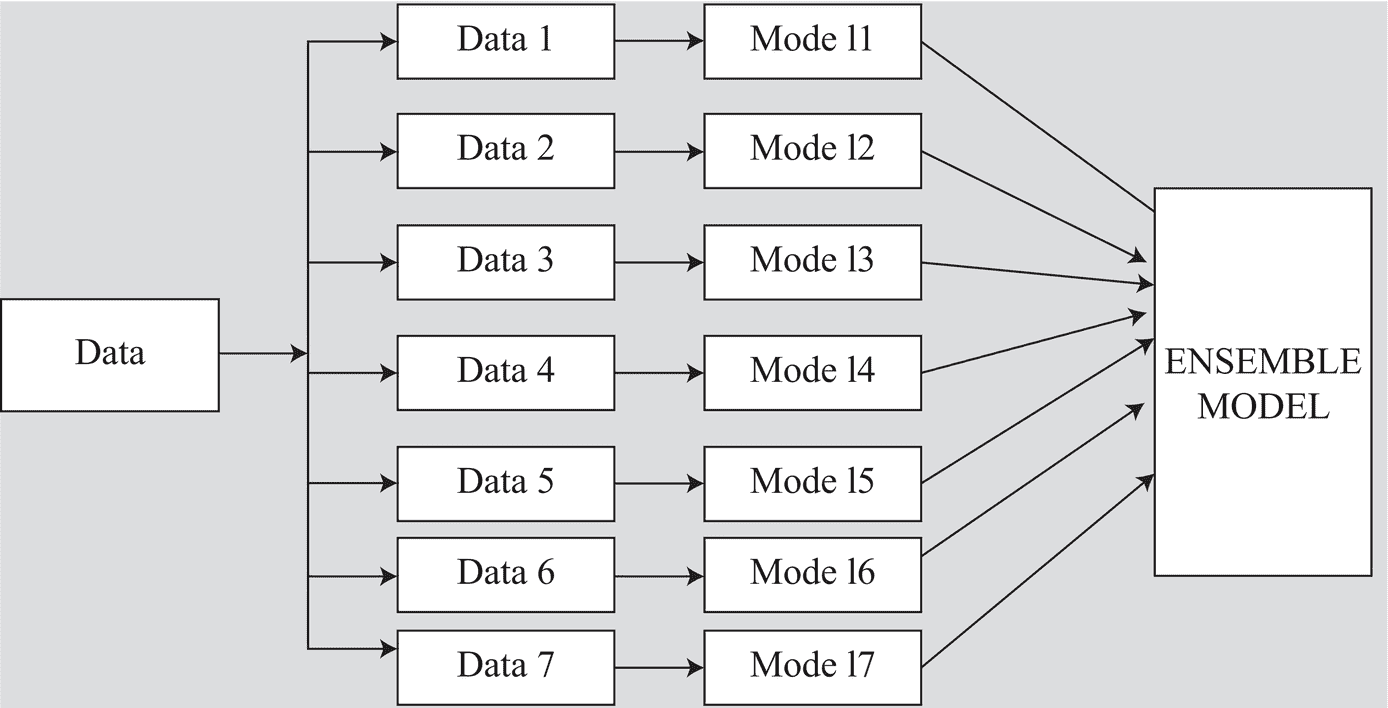 Data 1
Mode l1
Data 2
Mode l2
Data 3
Mode l3
Data
Data 4
Mode l4
ENSEMBLE
MODEL
Data 5
Mode l5
Data 6
Mode l6
Data 7
Mode l7